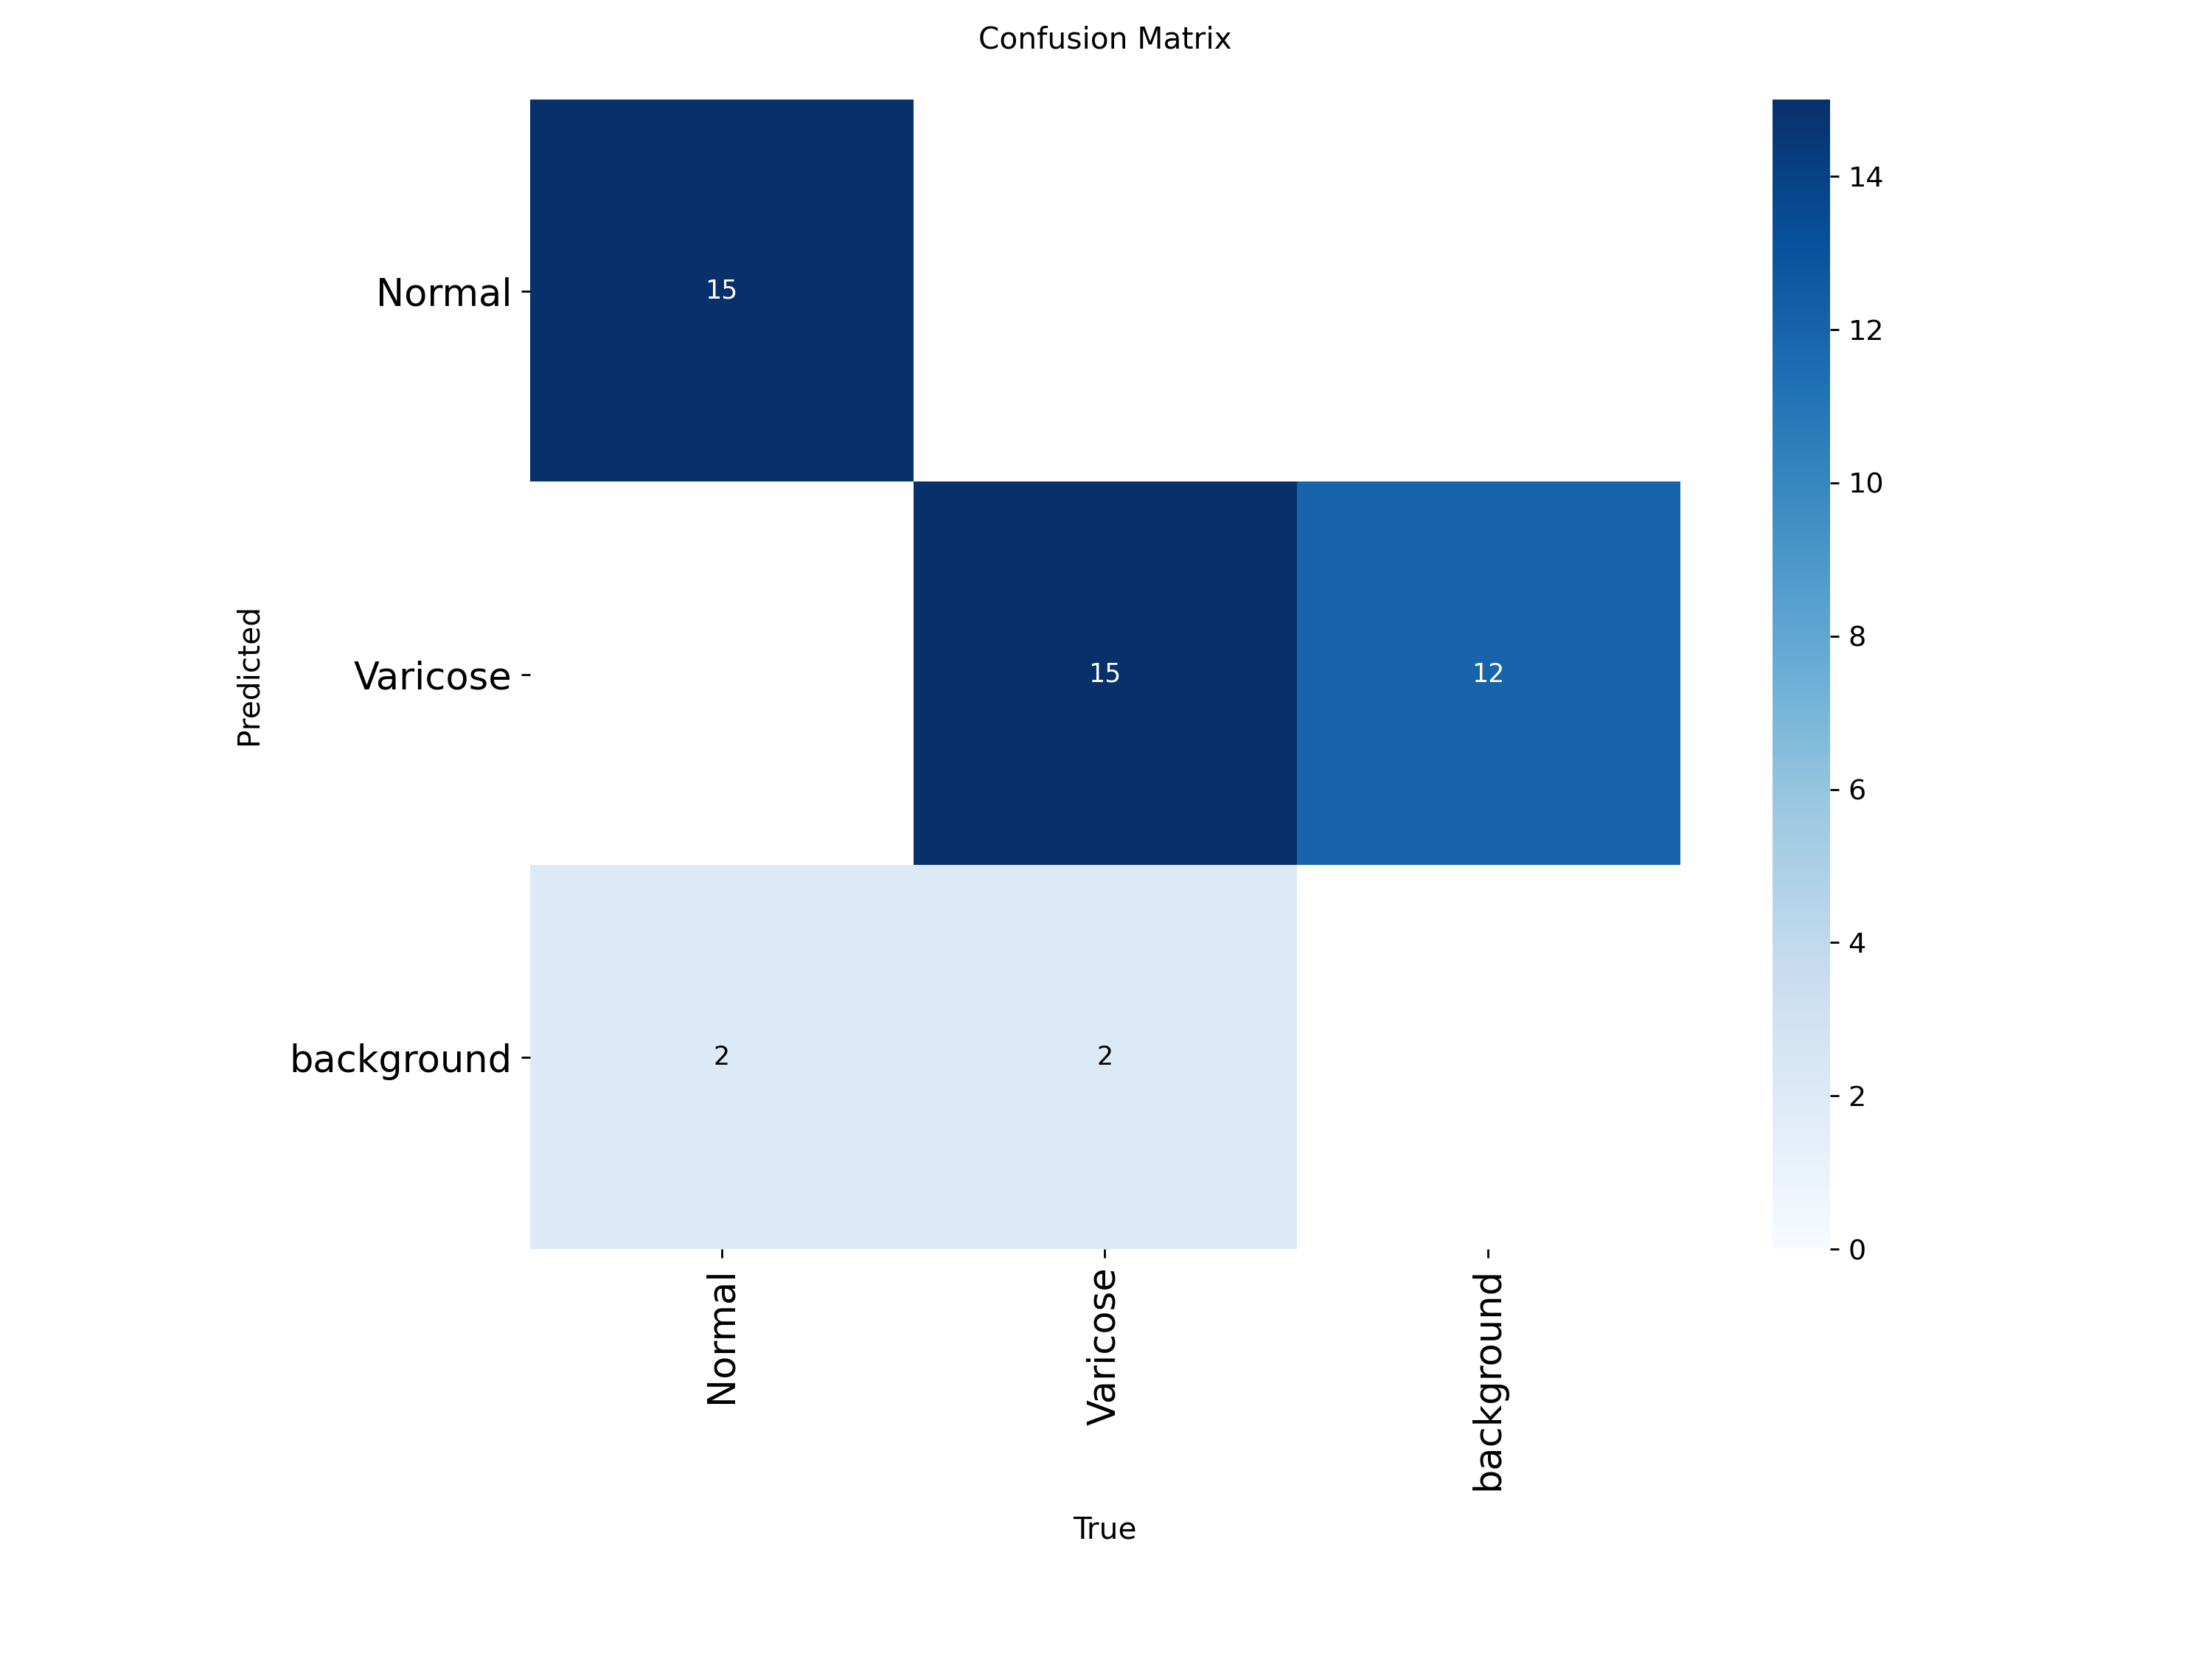 Confusion Matrix
Normal
15
14
12
10
8
6
4
2
0
Predicted
Varicose
15
12
background
2
2
Normal
Varicose
background
True